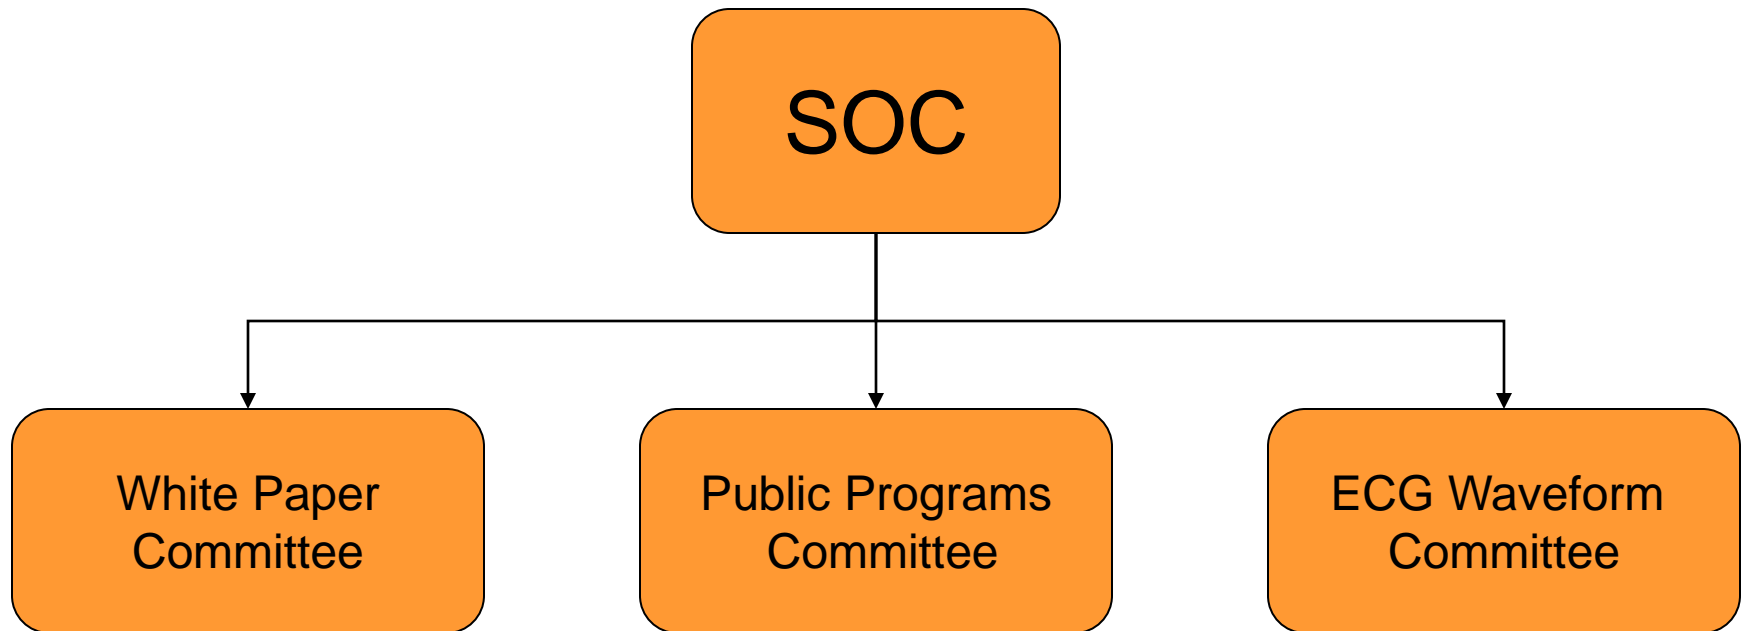 SOC
White Paper
Committee
Public Programs
Committee
ECG Waveform
Committee